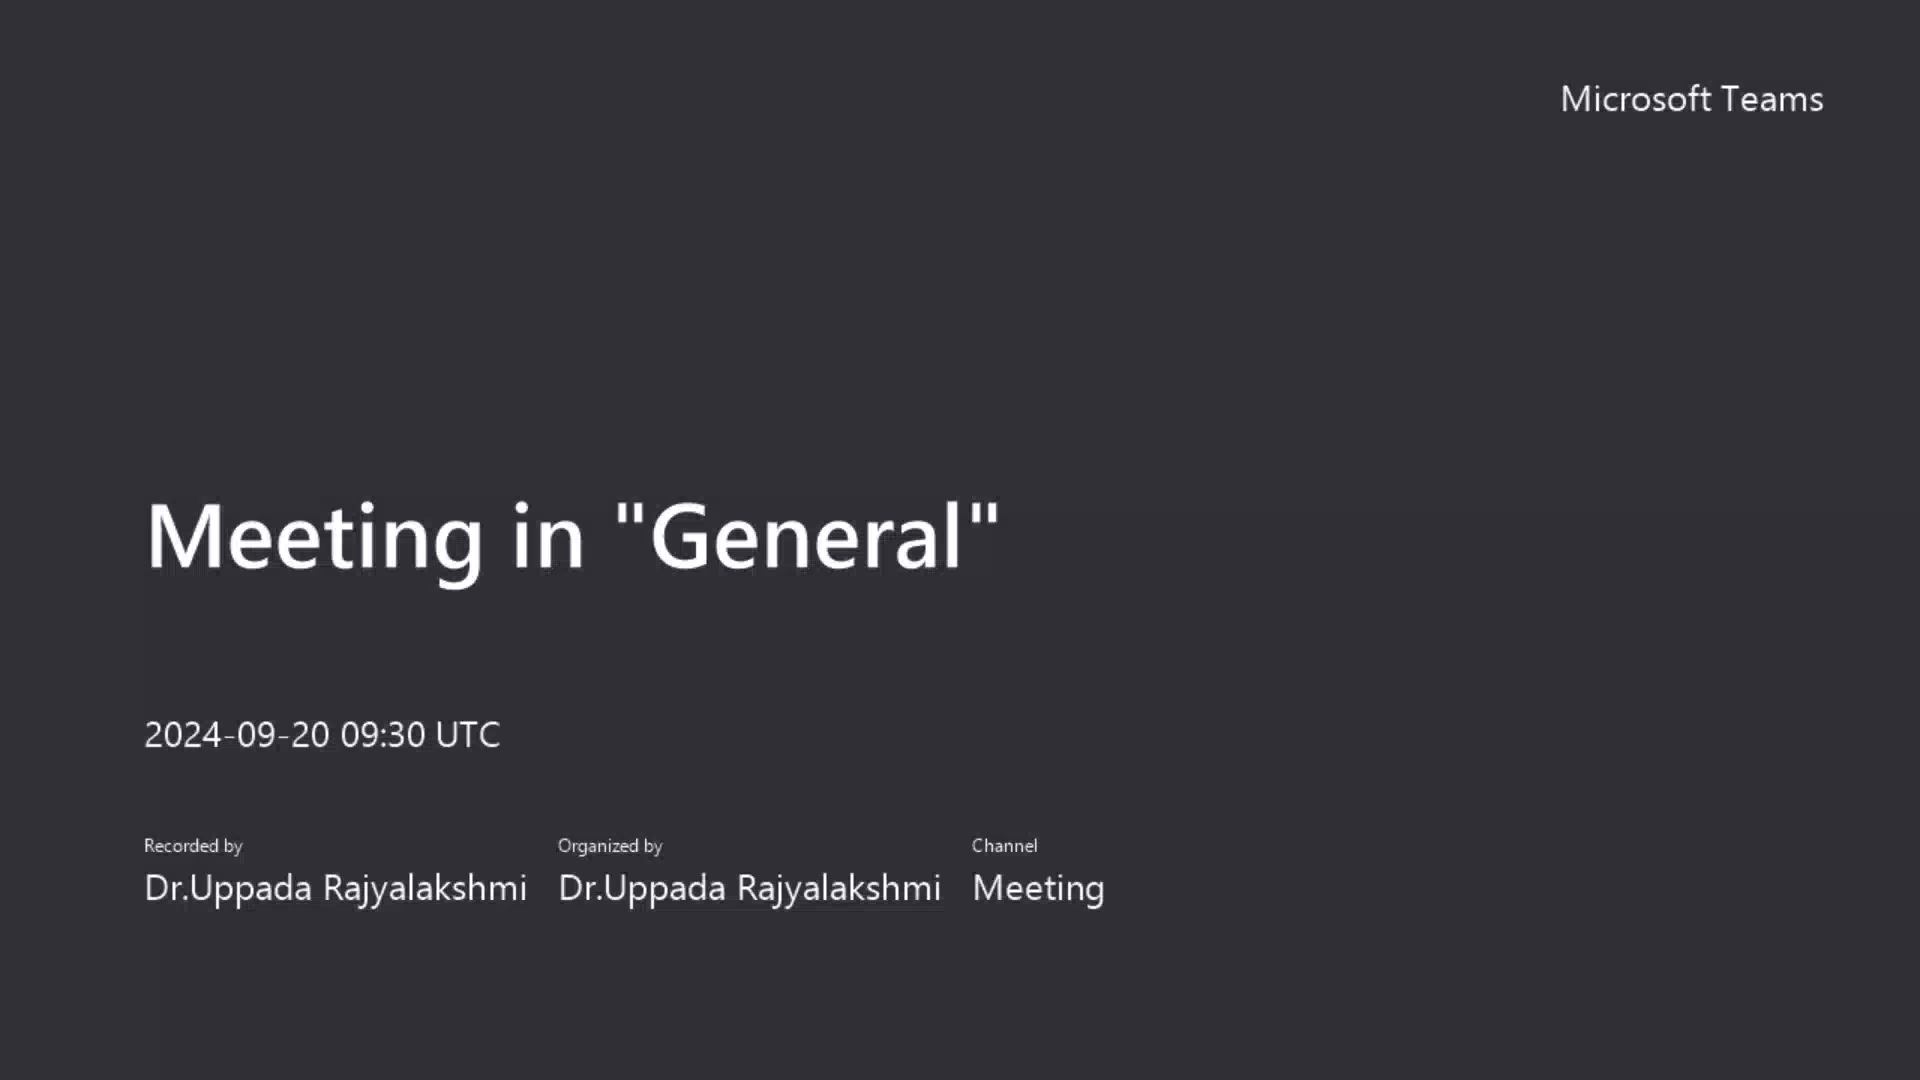 Microsoft Teams
Meeting in "General"
2024-09-20 09:30 UTC
Recorded by
Dr.Uppada Rajyalakshmi
Organized by
Dr.Uppada Rajyalakshmi
Channel
Meeting